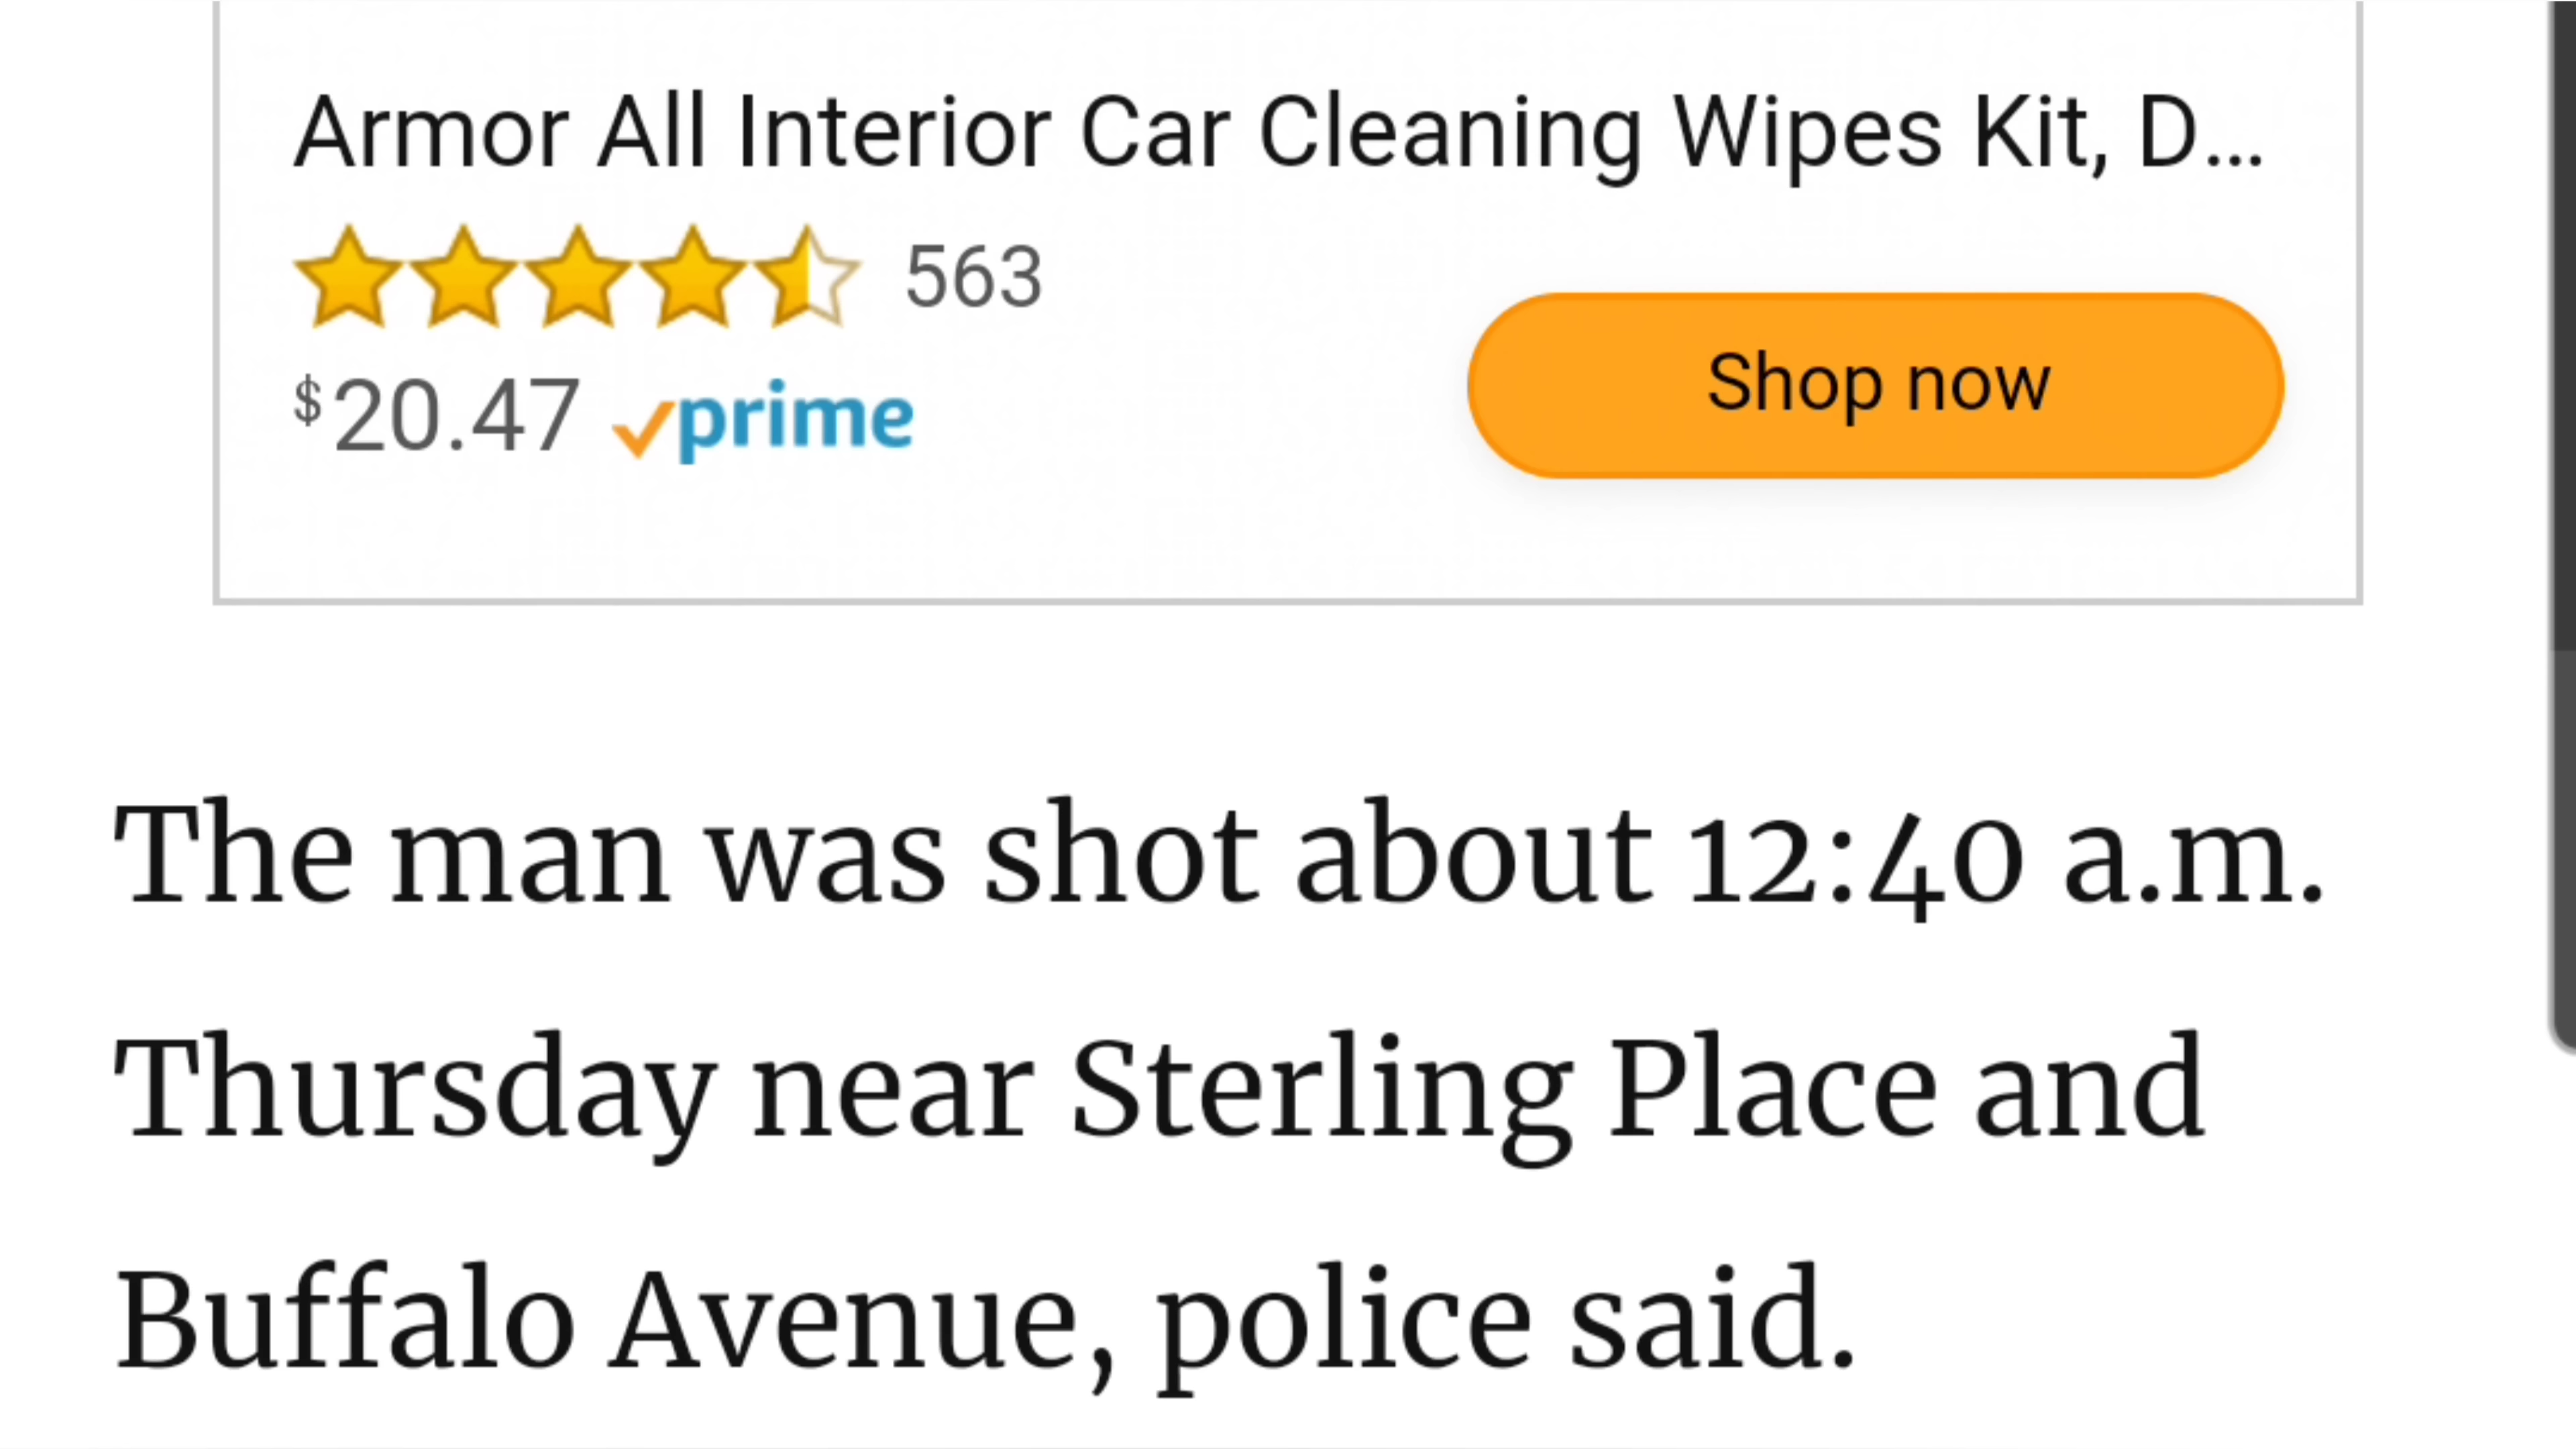 Armor All Interior Car Cleaning Wipes Kit, D...
563
$20.47 prime
Shop now
The man was shot about 12:40 a.m.
Thursday near Sterling Place and
Buffalo Avenue, police said.